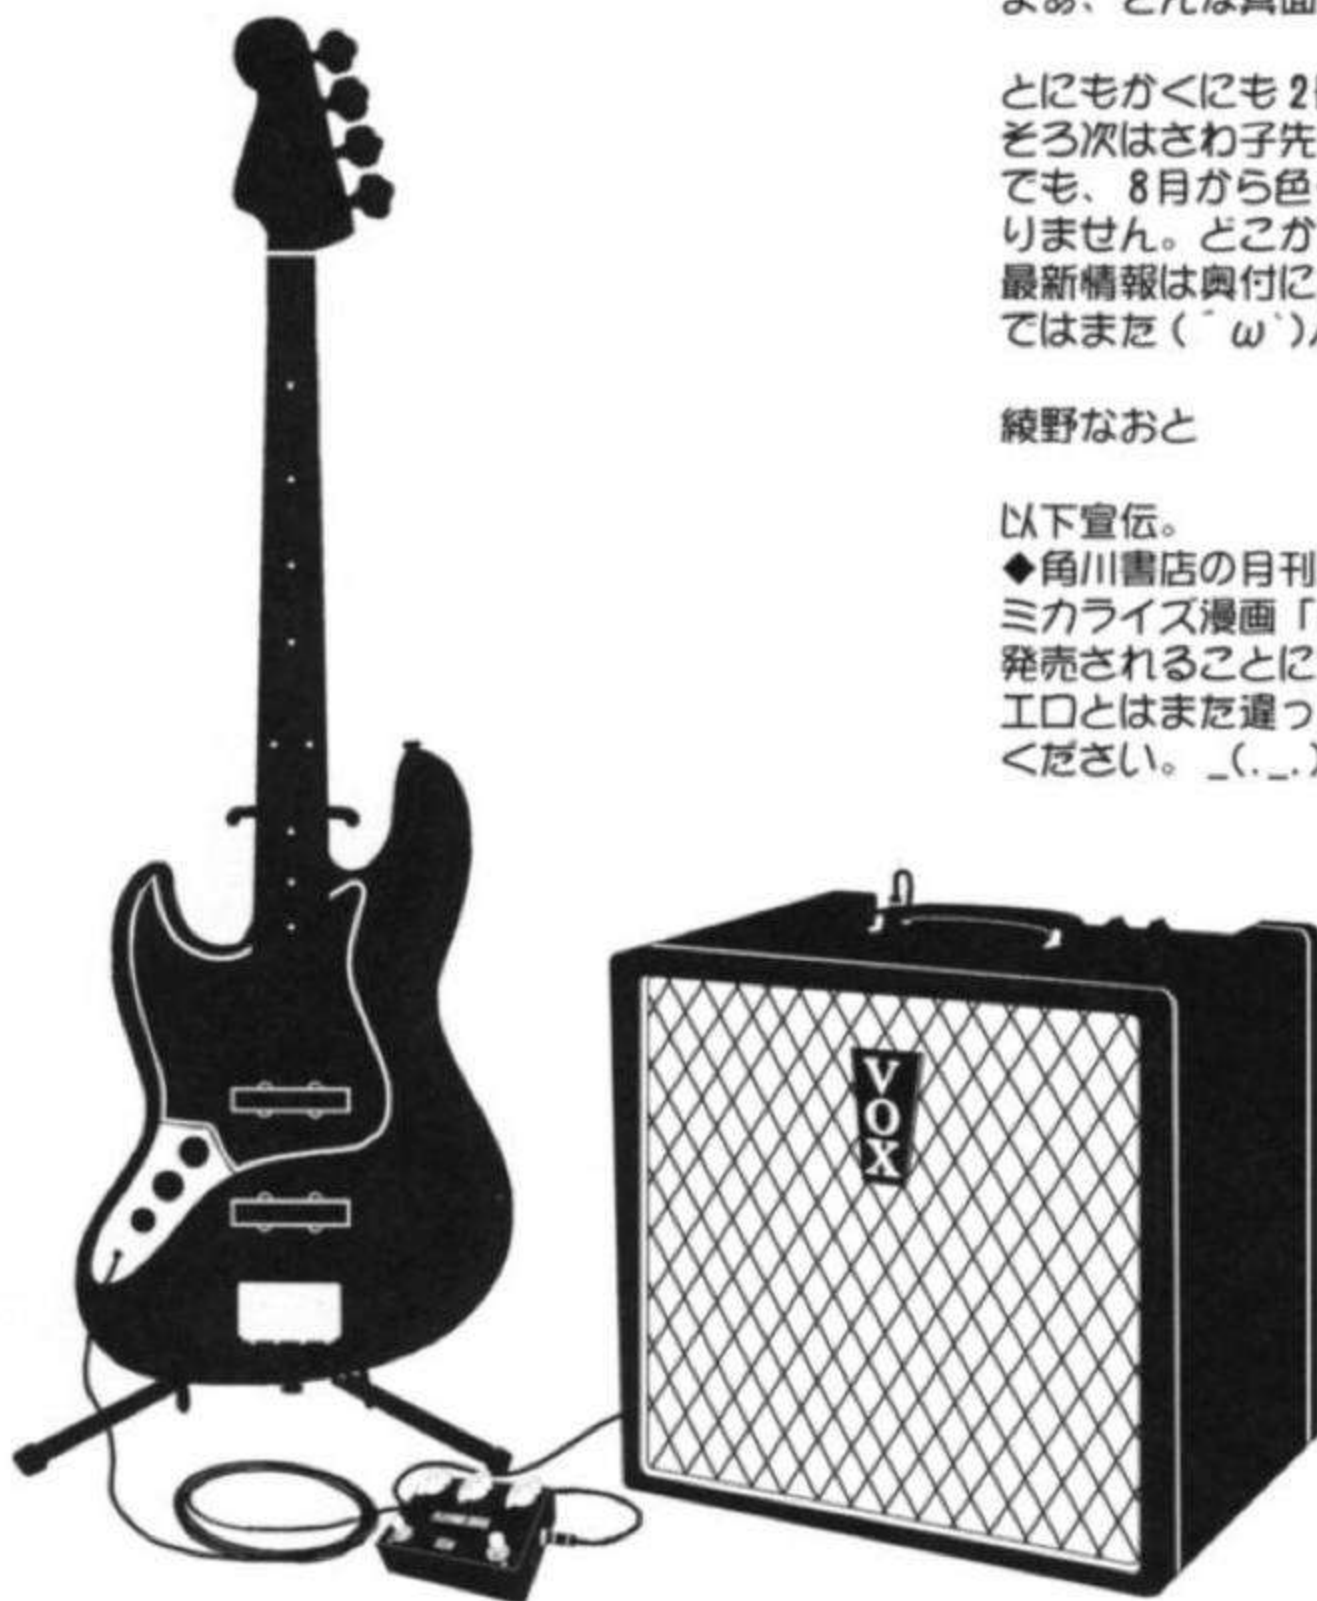 まあ、どんな真面
とにもかくにも2
そろ次はさわ子先
でも、8月から色
りません。どこか
最新情報は奥付に
ではまた(´ω`)ノ
綾野なおと
以下宣伝。
◆角川書店の月刊
ミカライズ漫画「
発売されることに
エロとはまた違っ
ください。_(._.)
VOX